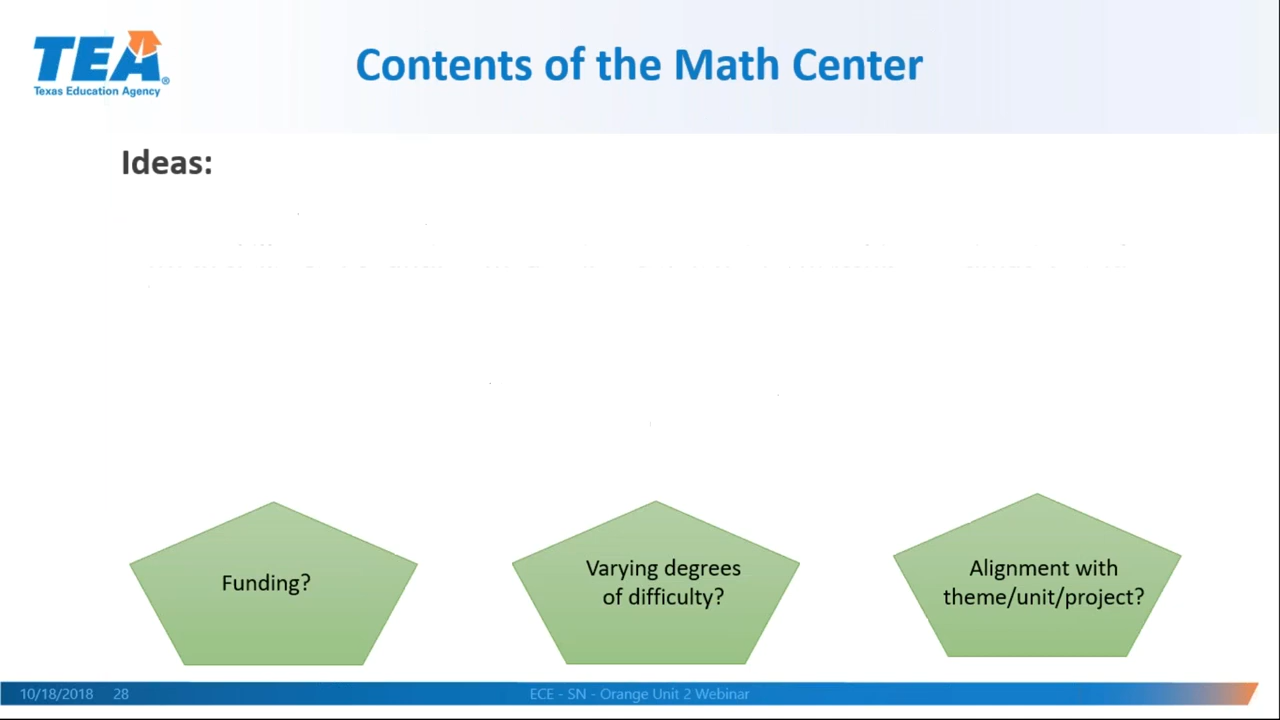 TEA
Texas Education Agency
Contents of the Math Center
Ideas:
Funding?
Varying degrees
of difficulty?
Alignment with
theme/unit/project?
10/18/2018 28
ECE - SN - Orange Unit 2 Webinar